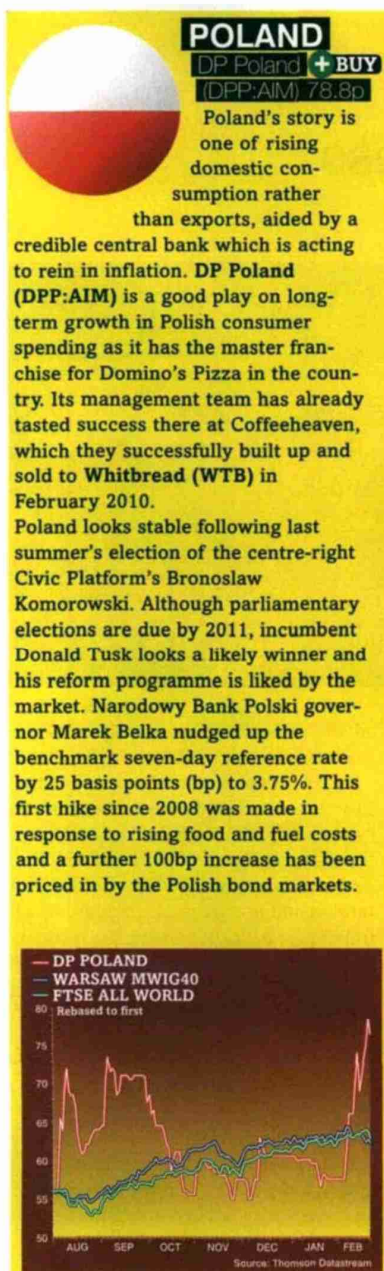 POLAND
DP Poland + BUY
(DPP:AIM) 78.8p
Poland's story is
one of rising
domestic con-
sumption rather
than exports, aided by a
credible central bank which is acting
to rein in inflation. DP Poland
(DPP:AIM) is a good play on long-
term growth in Polish consumer
spending as it has the master fran-
chise for Domino's Pizza in the coun-
try. Its management team has already
tasted success there at Coffeeheaven,
which they successfully built up and
sold to Whitbread (WTB) in
February 2010.
Poland looks stable following last
summer's election of the centre-right
Civic Platform's Bronoslaw
Komorowski. Although parliamentary
elections are due by 2011, incumbent
Donald Tusk looks a likely winner and
his reform programme is liked by the
market. Narodowy Bank Polski gover-
nor Marek Belka nudged up the
benchmark seven-day reference rate
by 25 basis points (bp) to 3.75%. This
first hike since 2008 was made in
response to rising food and fuel costs
and a further 100bp increase has been
priced in by the Polish bond markets.
DP POLAND
WARSAW MWIG40
FTSE ALL WORLD
Rebased to first
80
75
70
65
60
55
50
AUG SEP OCT NOV DEC JAN FEB
Source: Thomson Datastream